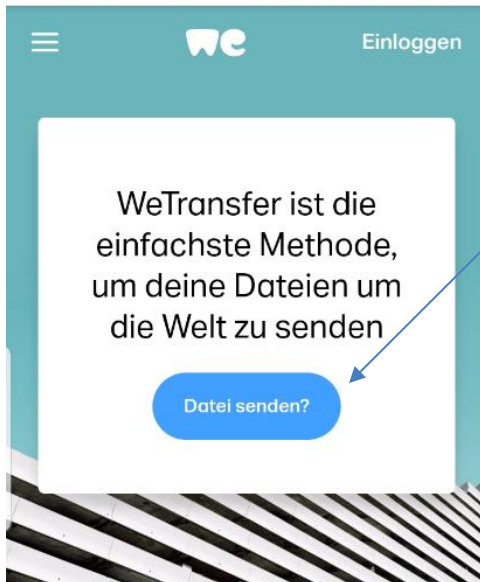 we
Einloggen
WeTransfer ist die
einfachste Methode,
um deine Dateien um
die Welt zu senden
Datei senden?